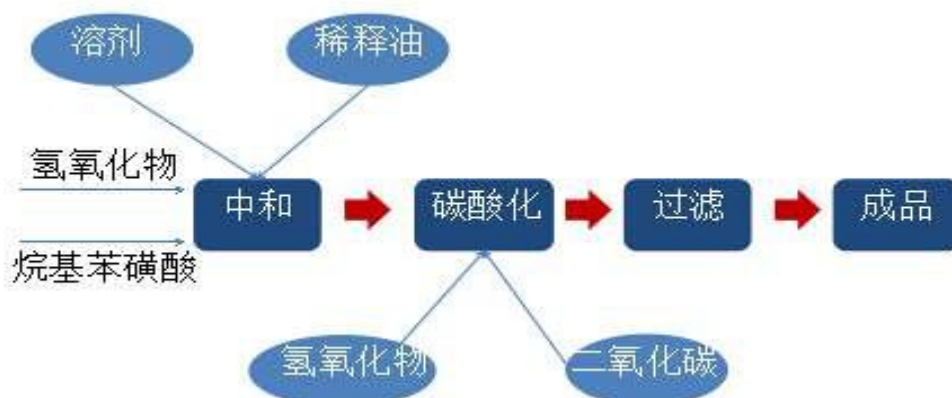 溶剂
稀释油
氢氧化物
烷基苯磺酸
中和
碳酸化
过滤
成品
氢氧化物
二氧化碳